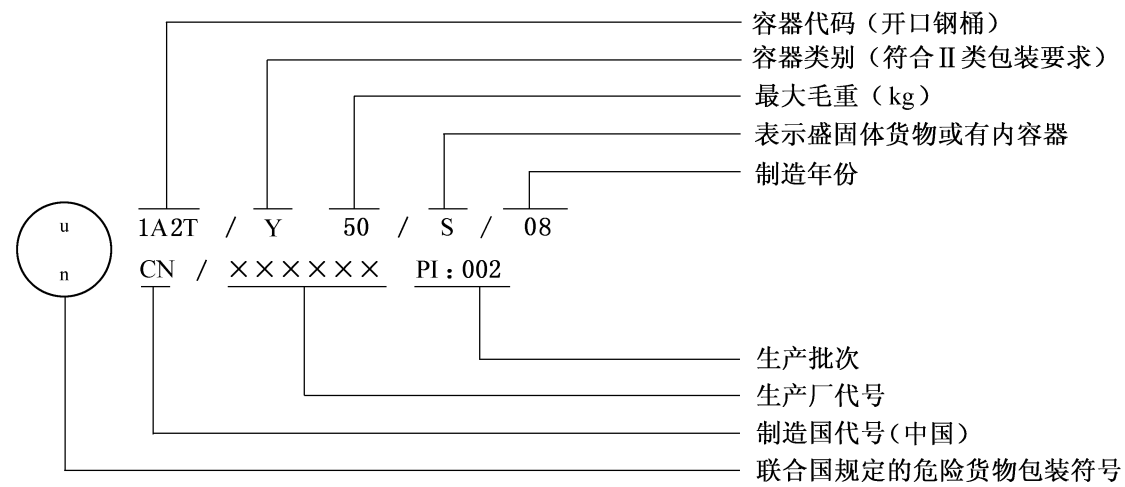 容器代码（开口钢桶）
容器类别（符合Ⅱ类包装要求）
最大毛重（kg）
表示盛固体货物或有内容器
制造年份
u
n
1A2T / Y 50 / S / 08
CN / ×××××× PI：002
生产批次
生产厂代号
制造国代号(中国)
联合国规定的危险货物包装符号